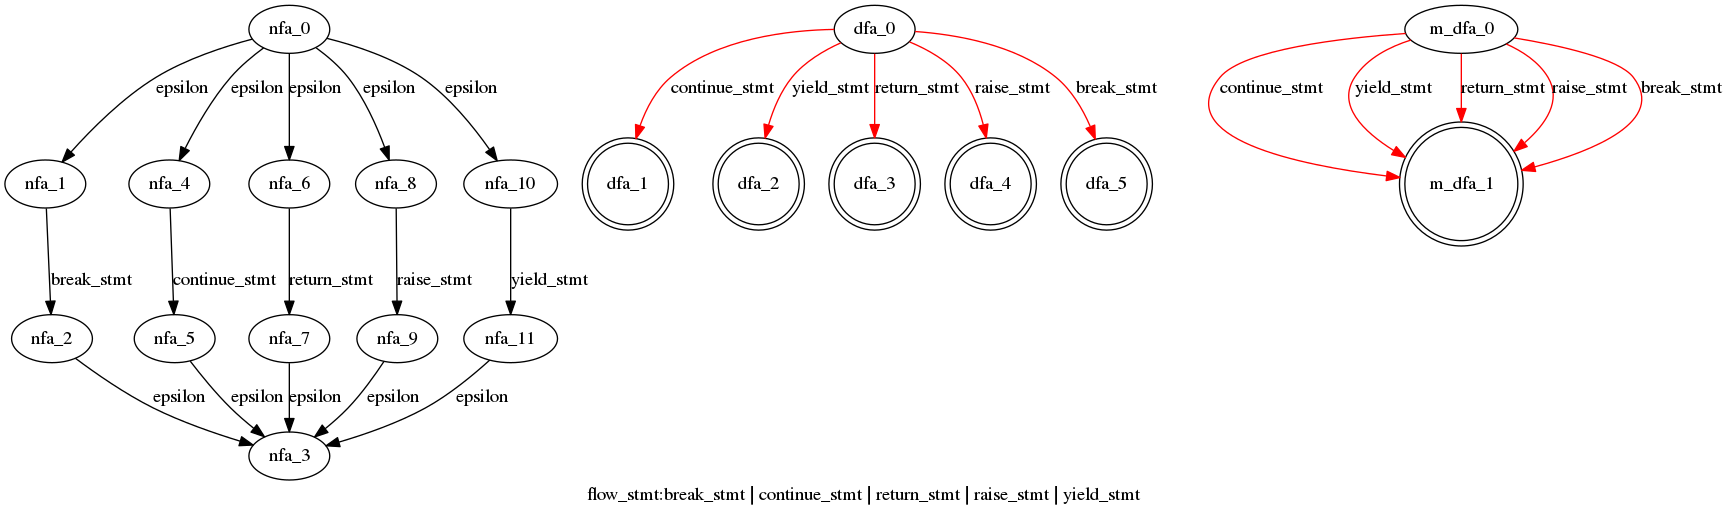 nfa_0 dfa_0 m_dfa_0
epsilon epsilon epsilon epsilon epsilon continue_stmt yield_stmt return_stmt raise_stmt break_stmt continue_stmt yield_stmt return_stmt raise_stmt break_stmt
nfa_1 nfa_4 nfa_6 nfa_8 nfa_10 dfa_1 dfa_2 dfa_3 dfa_4 dfa_5 m_dfa_1
break_stmt continue_stmt return_stmt raise_stmt yield_stmt
nfa_2 nfa_5 nfa_7 nfa_9 nfa_11
epsilon epsilon epsilon epsilon epsilon
nfa_3
flow_stmt:break_stmt | continue_stmt | return_stmt | raise_stmt | yield_stmt